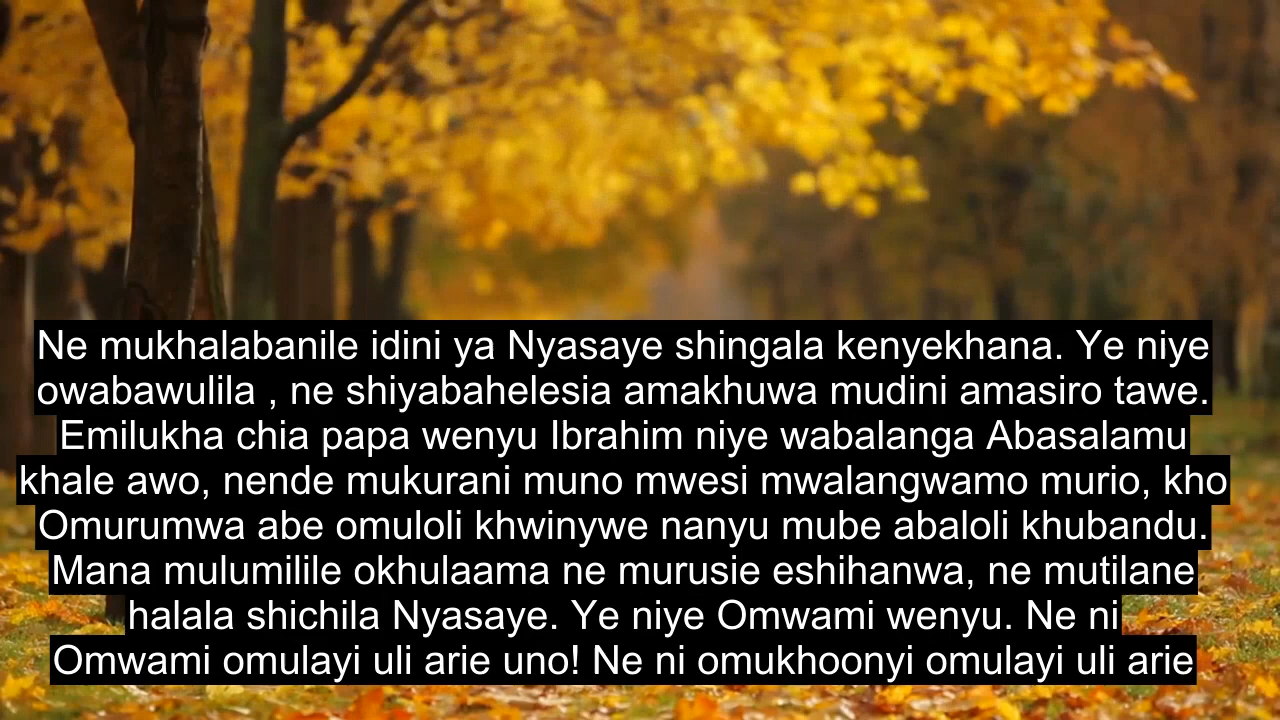 Ne mukhalabanile idini ya Nyasaye shingala kenyekhana. Ye niye
owabawulila , ne shiyabahelesia amakhuwa mudini amasiro tawe.
Emilukha chia papa wenyu Ibrahim niye wabalanga Abasalamu
khale awo, nende mukurani muno mwesi mwalangwamo murio, kho
Omurumwa abe omuloli khwinywe nanyu mube abaloli khubandu.
Mana mulumilile okhulaama ne murusie eshihanwa, ne mutilane
halala shichila Nyasaye. Ye niye Omwami wenyu. Ne ni
Omwami omulayi uli arie uno! Ne ni omukhoonyi omulayi uli arie